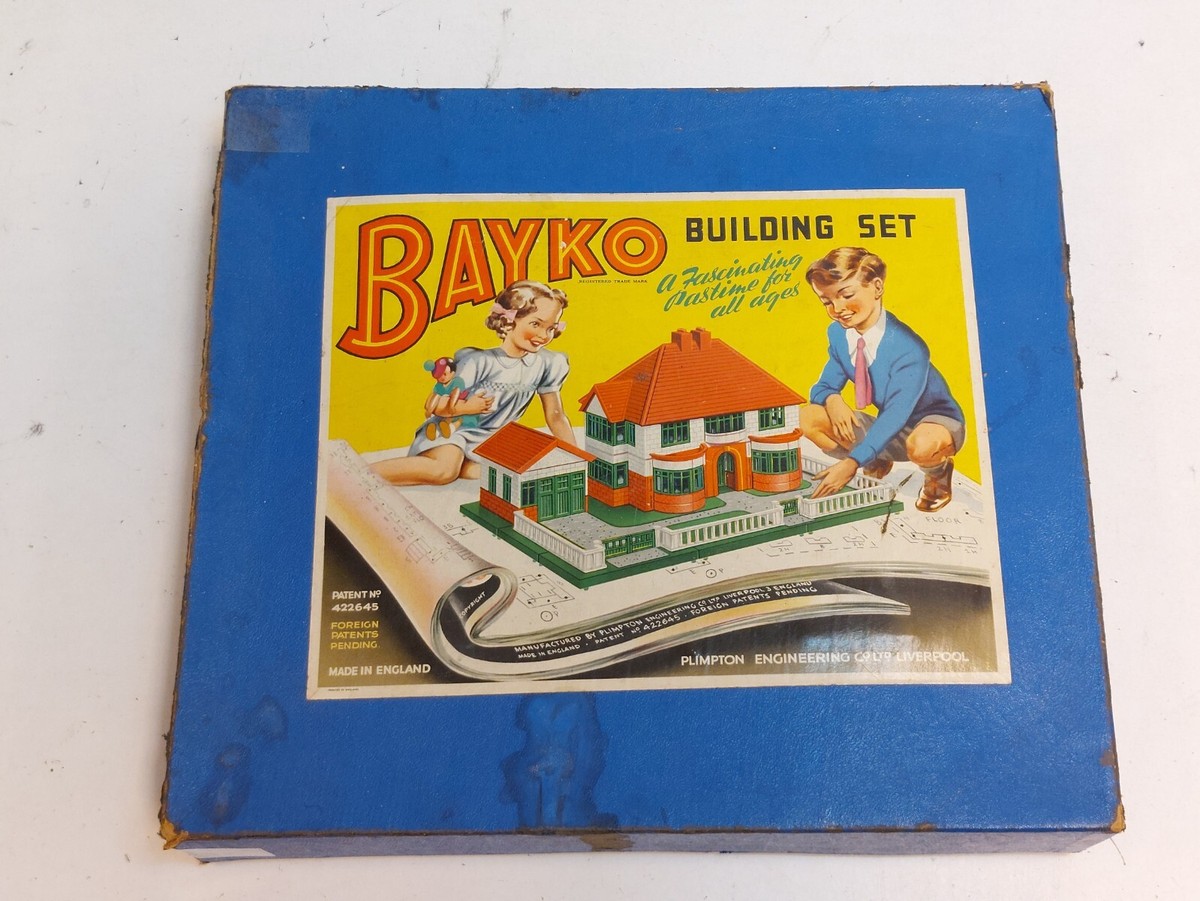 BAYKO
BUILDING SET
REGISTERED TRADE MARK
A Fascinating
Pastime for
all ages
FLOOR
PATENT Nº
422645
FOREIGN
PATENTS
PENDING.
MADE IN ENGLAND
COPYRIGHT
MANUFACTURED BY PLIMPTON ENGINEERING Cº LTD LIVERPOOL 3 ENGLAND
MADE IN ENGLAND · PATENT Nº 422645 · FOREIGN PATENTS PENDING
PLIMPTON ENGINEERING Cº LTD LIVERPOOL